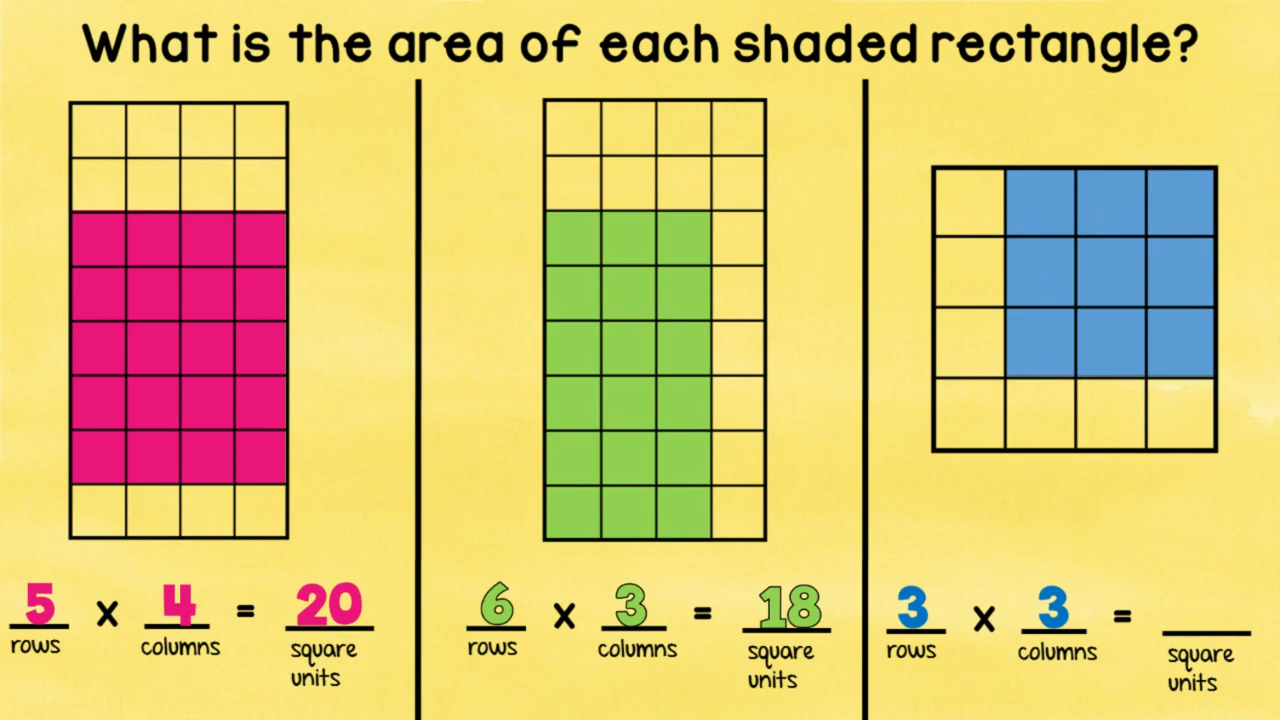 What is the area of each shaded rectangle?
5 x 4 = 20
rows columns square units
6 x 3 = 18
rows columns square units
3 x 3 = ___
rows columns square units